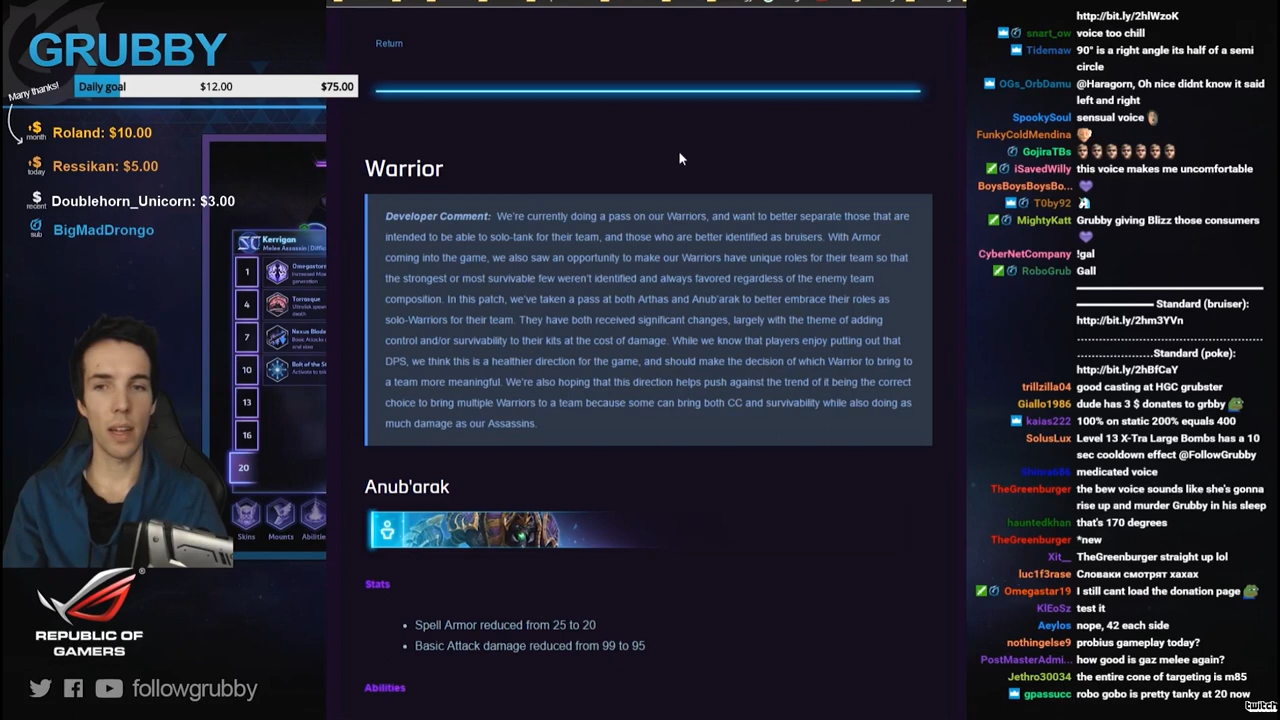 GRUBBY
Many thanks!
Daily goal
$12.00
$75.00
$
month
Roland: $10.00
$
today
Ressikan: $5.00
$
recent
Doublehorn_Unicorn: $3.00
sub
BigMadDrongo
Kerrigan
1
4
7
10
13
16
20
Torrasque
Nexus Blades
Skins
Mounts
Abilities
REPUBLIC OF
GAMERS
followgrubby
Return
Warrior
Developer Comment: We're currently doing a pass on our Warriors, and want to better separate those that are
intended to be able to solo-tank for their team, and those who are better identified as bruisers. With Armor
coming into the game, we also saw an opportunity to make our Warriors have unique roles for their team so that
the strongest or most survivable few weren't identified and always favored regardless of the enemy team
composition. In this patch, we've taken a pass at both Arthas and Anub'arak to better embrace their roles as
solo-Warriors for their team. They have both received significant changes, largely with the theme of adding
control and/or survivability to their kits at the cost of damage. While we know that players enjoy putting out that
DPS, we think this is a healthier direction for the game, and should make the decision of which Warrior to bring to
a team more meaningful. We're also hoping that this direction helps push against the trend of it being the correct
choice to bring multiple Warriors to a team because some can bring both CC and survivability while also doing as
much damage as our Assassins.
Anub'arak
Stats
Spell Armor reduced from 25 to 20
Basic Attack damage reduced from 99 to 95
Abilities
http://bit.ly/2hlWzoK
snart_ow voice too chill
Tidemaw 90° is a right angle its half of a semi
circle
OGs_OrbDamu @Haragorn, Oh nice didnt know it said
left and right
SpookySoul sensual voice
FunkyColdMendina
GojiraTBs
iSavedWilly this voice makes me uncomfortable
BoysBoysBoysBo...
T0by92
MightyKatt Grubby giving Blizz those consumers
CyberNetCompany !gal
RoboGrub Gall
Standard (bruiser):
http://bit.ly/2hm3YVn
Standard (poke):
http://bit.ly/2hBfCaY
trillzilla04 good casting at HGC grubster
Giallo1986 dude has 3 $ donates to grbby
kaias222 100% on static 200% equals 400
SolusLux Level 13 X-Tra Large Bombs has a 10
sec cooldown effect @FollowGrubby
medicated voice
TheGreenburger the bew voice sounds like she's gonna
rise up and murder Grubby in his sleep
hauntedkhan that's 170 degrees
TheGreenburger *new
Xit__ TheGreenburger straight up lol
luc1f3rase Словаки смотрят хахах
Omegastar19 I still cant load the donation page
KlEoSz test it
Aeylos nope, 42 each side
nothingelse9 probius gameplay today?
PostMasterAdmi... how good is gaz melee again?
Jethro30034 the entire cone of targeting is m85
gpassucc robo gobo is pretty tanky at 20 now
twitch